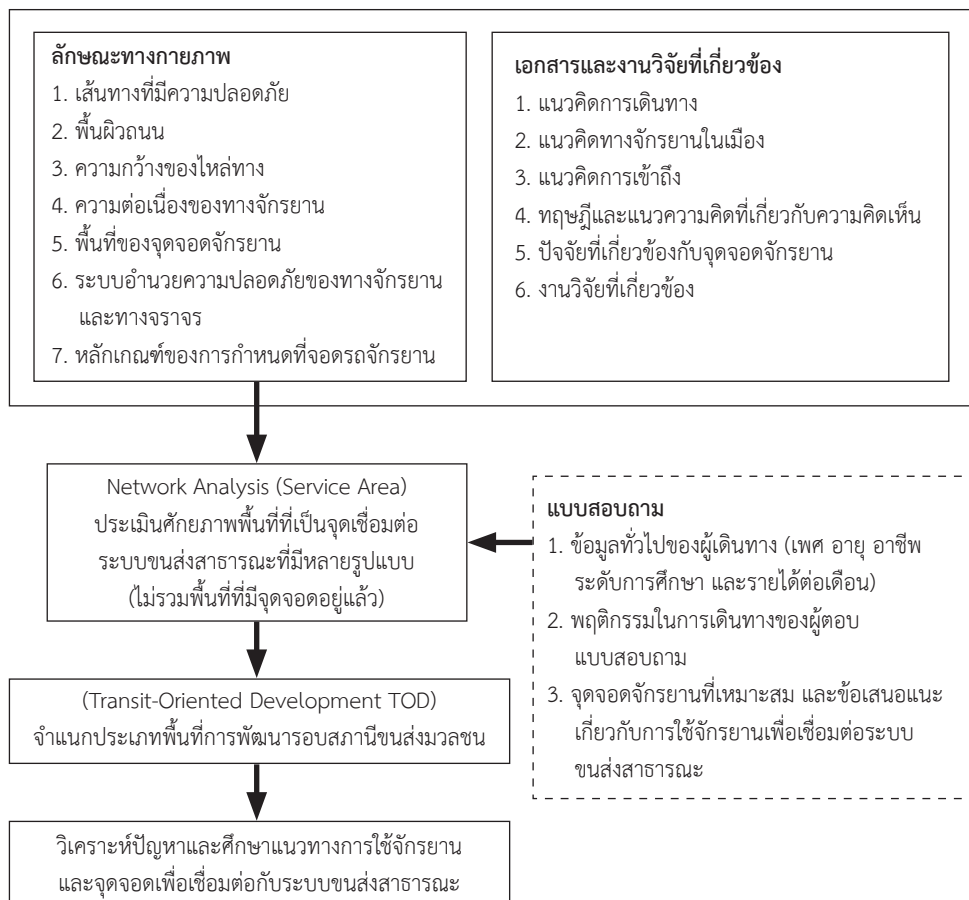 ลักษณะทางกายภาพ
1. เส้นทางที่มีความปลอดภัย
2. พื้นผิวถนน
3. ความกว้างของไหล่ทาง
4. ความต่อเนื่องของทางจักรยาน
5. พื้นที่ของจุดจอดจักรยาน
6. ระบบอำนวยความปลอดภัยของทางจักรยาน
และทางจราจร
7. หลักเกณฑ์ของการกำหนดที่จอดรถจักรยาน
เอกสารและงานวิจัยที่เกี่ยวข้อง
1. แนวคิดการเดินทาง
2. แนวคิดทางจักรยานในเมือง
3. แนวคิดการเข้าถึง
4. ทฤษฎีและแนวความคิดที่เกี่ยวกับความคิดเห็น
5. ปัจจัยที่เกี่ยวข้องกับจุดจอดจักรยาน
6. งานวิจัยที่เกี่ยวข้อง
Network Analysis (Service Area)
ประเมินศักยภาพพื้นที่ที่เป็นจุดเชื่อมต่อ
ระบบขนส่งสาธารณะที่มีหลายรูปแบบ
(ไม่รวมพื้นที่ที่มีจุดจอดอยู่แล้ว)
แบบสอบถาม
1. ข้อมูลทั่วไปของผู้เดินทาง (เพศ อายุ อาชีพ
ระดับการศึกษา และรายได้ต่อเดือน)
2. พฤติกรรมในการเดินทางของผู้ตอบ
แบบสอบถาม
3. จุดจอดจักรยานที่เหมาะสม และข้อเสนอแนะ
เกี่ยวกับการใช้จักรยานเพื่อเชื่อมต่อระบบ
ขนส่งสาธารณะ
(Transit-Oriented Development TOD)
จำแนกประเภทพื้นที่การพัฒนารอบสถานีขนส่งมวลชน
วิเคราะห์ปัญหาและศึกษาแนวทางการใช้จักรยาน
และจุดจอดเพื่อเชื่อมต่อกับระบบขนส่งสาธารณะ